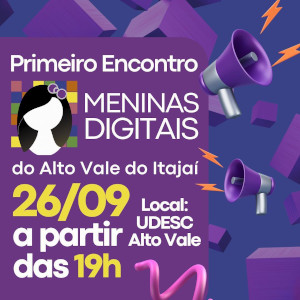 Primeiro Encontro
MENINAS
DIGITAIS
do Alto Vale do Itajaí
26/09
a partir
das 19h
Local:
UDESC
Alto Vale